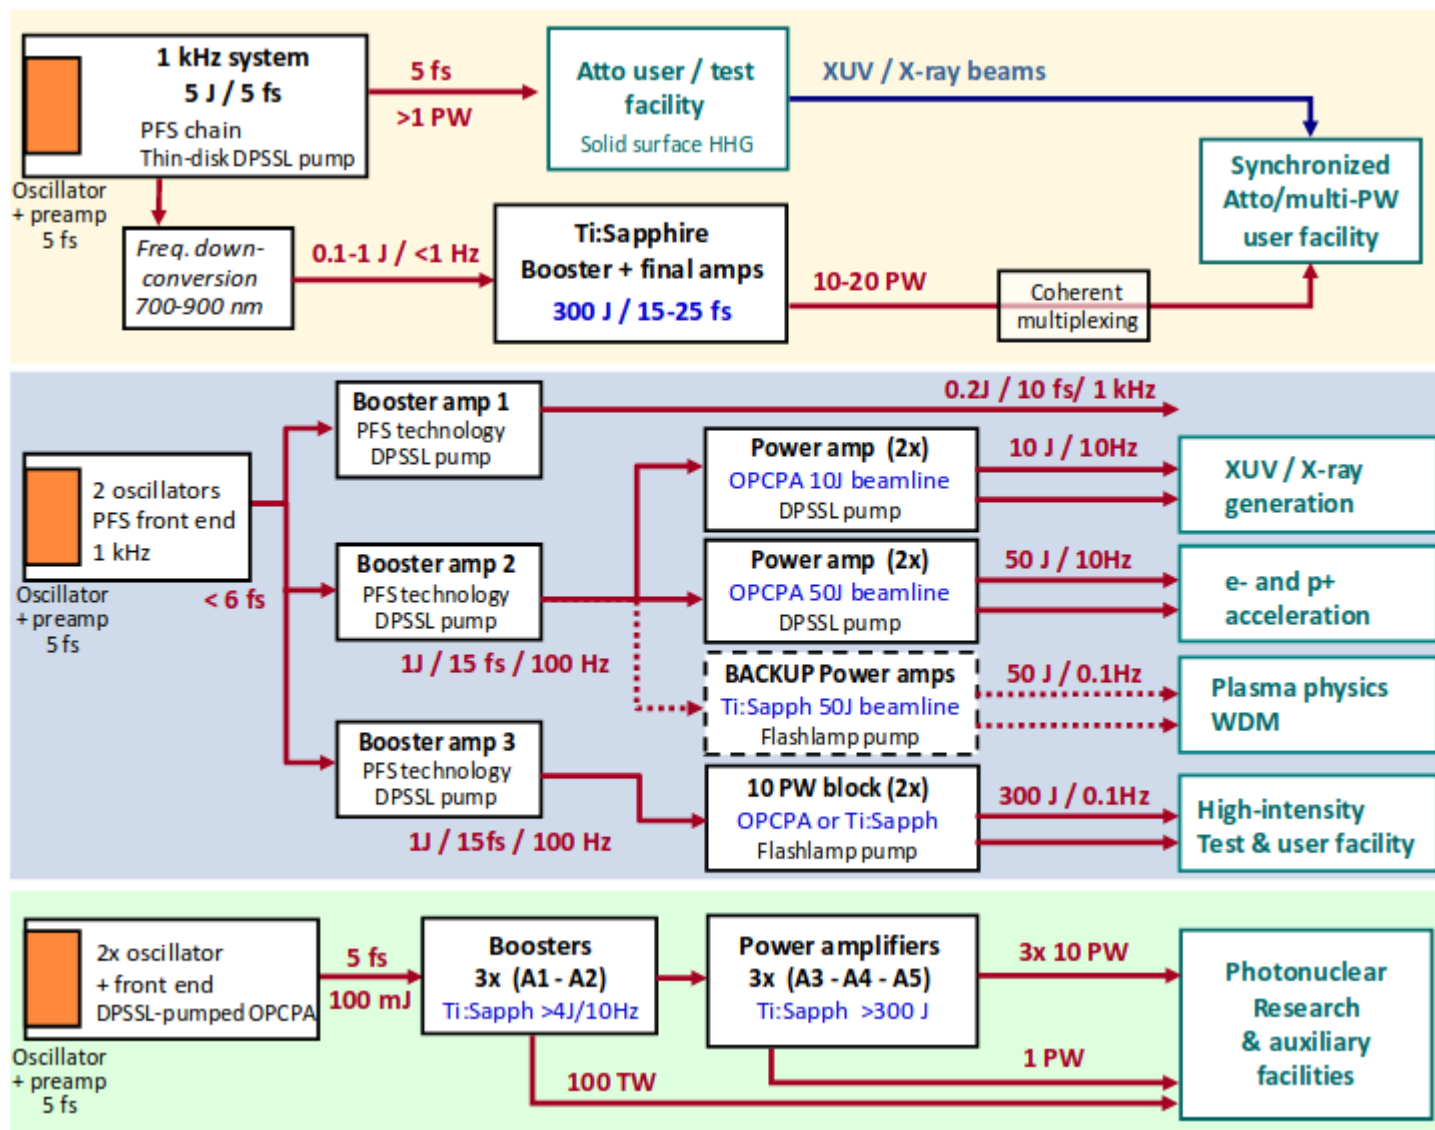 1 kHz system
5 J / 5 fs
PFS chain
Thin-disk DPSSL pump
Oscillator
+ preamp
5 fs
5 fs
>1 PW
Atto user / test
facility
Solid surface HHG
XUV / X-ray beams
Synchronized
Atto/multi-PW
user facility
Freq. down-
conversion
700-900 nm
0.1-1 J / <1 Hz
Ti:Sapphire
Booster + final amps
300 J / 15-25 fs
10-20 PW
Coherent
multiplexing
2 oscillators
PFS front end
1 kHz
Oscillator
+ preamp
5 fs
< 6 fs
Booster amp 1
PFS technology
DPSSL pump
0.2J / 10 fs/ 1 kHz
Booster amp 2
PFS technology
DPSSL pump
1J / 15 fs / 100 Hz
Booster amp 3
PFS technology
DPSSL pump
1J / 15fs / 100 Hz
Power amp (2x)
OPCPA 10J beamline
DPSSL pump
10 J / 10Hz
XUV / X-ray
generation
Power amp (2x)
OPCPA 50J beamline
DPSSL pump
50 J / 10Hz
e- and p+
acceleration
BACKUP Power amps
Ti:Sapph 50J beamline
Flashlamp pump
50 J / 0.1Hz
Plasma physics
WDM
10 PW block (2x)
OPCPA or Ti:Sapph
Flashlamp pump
300 J / 0.1Hz
High-intensity
Test & user facility
2x oscillator
+ front end
DPSSL-pumped OPCPA
Oscillator
+ preamp
5 fs
5 fs
100 mJ
Boosters
3x (A1 - A2)
Ti:Sapph >4J/10Hz
Power amplifiers
3x (A3 - A4 - A5)
Ti:Sapph >300 J
3x 10 PW
1 PW
100 TW
Photonuclear
Research
& auxiliary
facilities